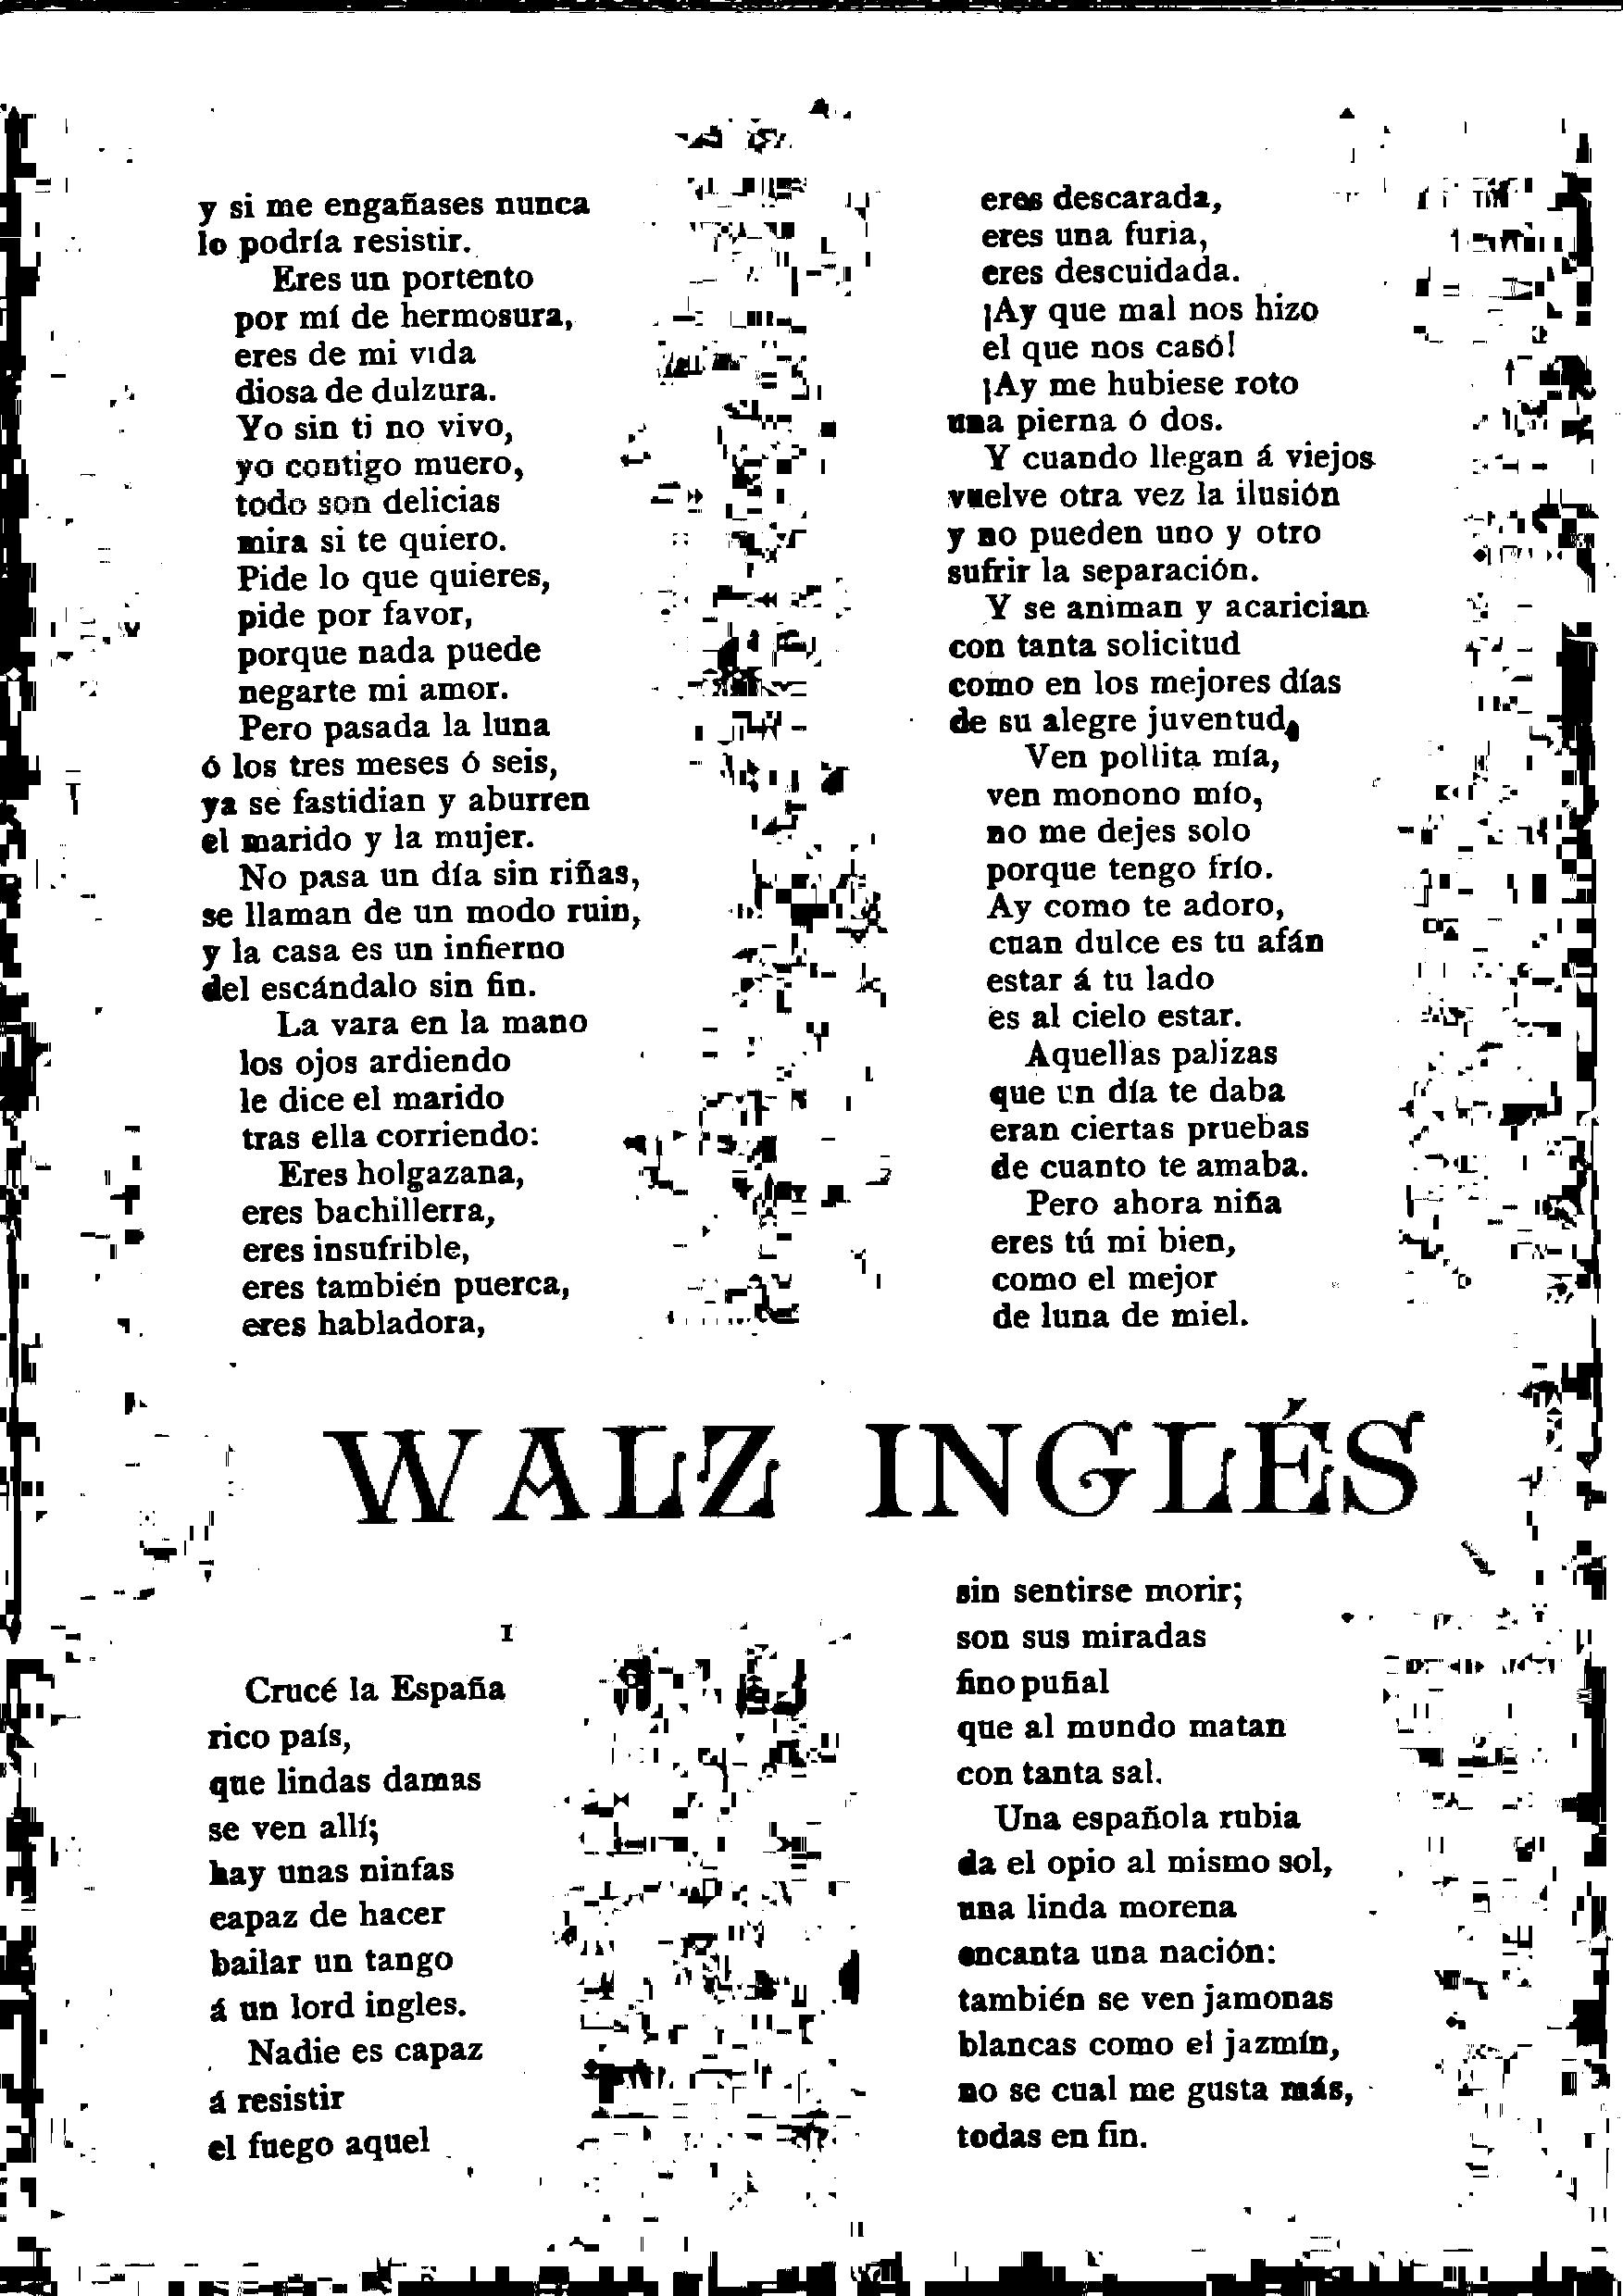 y si me engañases nunca
lo podría resistir.
Eres un portento
por mí de hermosura,
eres de mi vida
diosa de dulzura.
Yo sin ti no vivo,
yo contigo muero,
todo son delicias
mira si te quiero.
Pide lo que quieres,
pide por favor,
porque nada puede
negarte mi amor.
Pero pasada la luna
ó los tres meses ó seis,
ya se fastidian y aburren
el marido y la mujer.
No pasa un día sin riñas,
se llaman de un modo ruin,
y la casa es un infierno
del escándalo sin fin.
La vara en la mano
los ojos ardiendo
le dice el marido
tras ella corriendo:
Eres holgazana,
eres bachillerra,
eres insufrible,
eres también puerca,
eres habladora,
eres descarada,
eres una furia,
eres descuidada.
¡Ay que mal nos hizo
el que nos casó!
¡Ay me hubiese roto
una pierna ó dos.
Y cuando llegan á viejos
vuelve otra vez la ilusión
y no pueden uno y otro
sufrir la separación.
Y se animan y acarician
con tanta solicitud
como en los mejores días
de su alegre juventud,
Ven pollita mía,
ven monono mío,
no me dejes solo
porque tengo frío.
Ay como te adoro,
cuan dulce es tu afán
estar á tu lado
es al cielo estar.
Aquellas palizas
que un día te daba
eran ciertas pruebas
de cuanto te amaba.
Pero ahora niña
eres tú mi bien,
como el mejor
de luna de miel.
WALZ INGLÉS
I
Crucé la España
rico país,
que lindas damas
se ven allí;
hay unas ninfas
capaz de hacer
bailar un tango
á un lord ingles.
Nadie es capaz
á resistir
el fuego aquel
sin sentirse morir;
son sus miradas
fino puñal
que al mundo matan
con tanta sal.
Una española rubia
da el opio al mismo sol,
una linda morena
encanta una nación:
también se ven jamonas
blancas como el jazmín,
no se cual me gusta más,
todas en fin.